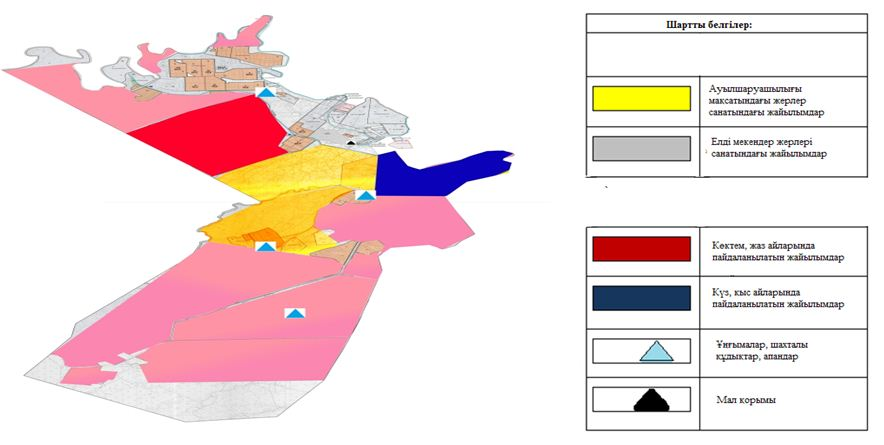 Шартты белгілер:
Ауылшаруашылығы
мақсатындағы жерлер
санатындағы жайылымдар
Елді мекендер жерлері
санатындағы жайылымдар
Көктем, жаз айларында
пайдаланылатын жайылымдар
Күз, қыс айларында
пайдаланылатын жайылымдар
Ұңғымалар, шахталы
құдықтар, апандар
Мал қорымы